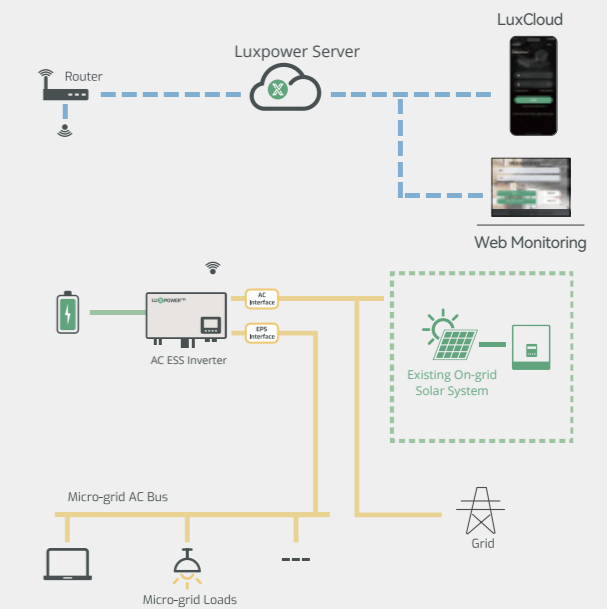 LuxCloud
Luxpower Server
Router
Web Monitoring
LUXPOWERTEK
AC
Interface
EPS
Interface
AC ESS Inverter
Existing On-grid
Solar System
Micro-grid AC Bus
Grid
Micro-grid Loads